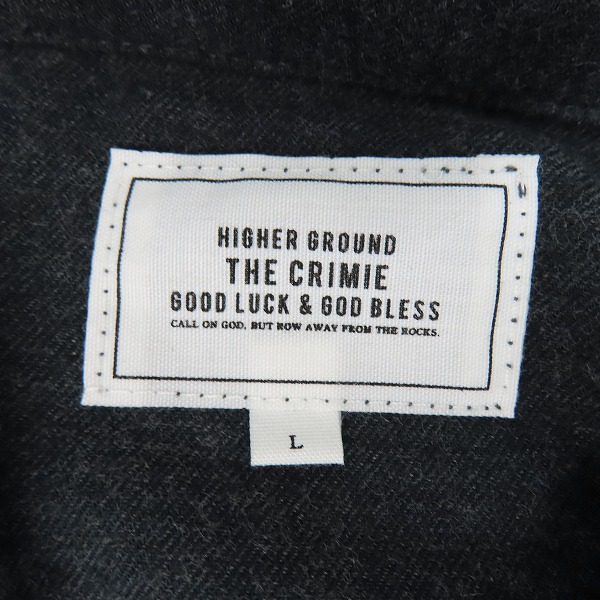 HIGHER GROUND
THE CRIMIE
GOOD LUCK & GOD BLESS
CALL ON GOD, BUT ROW AWAY FROM THE ROCKS.
L